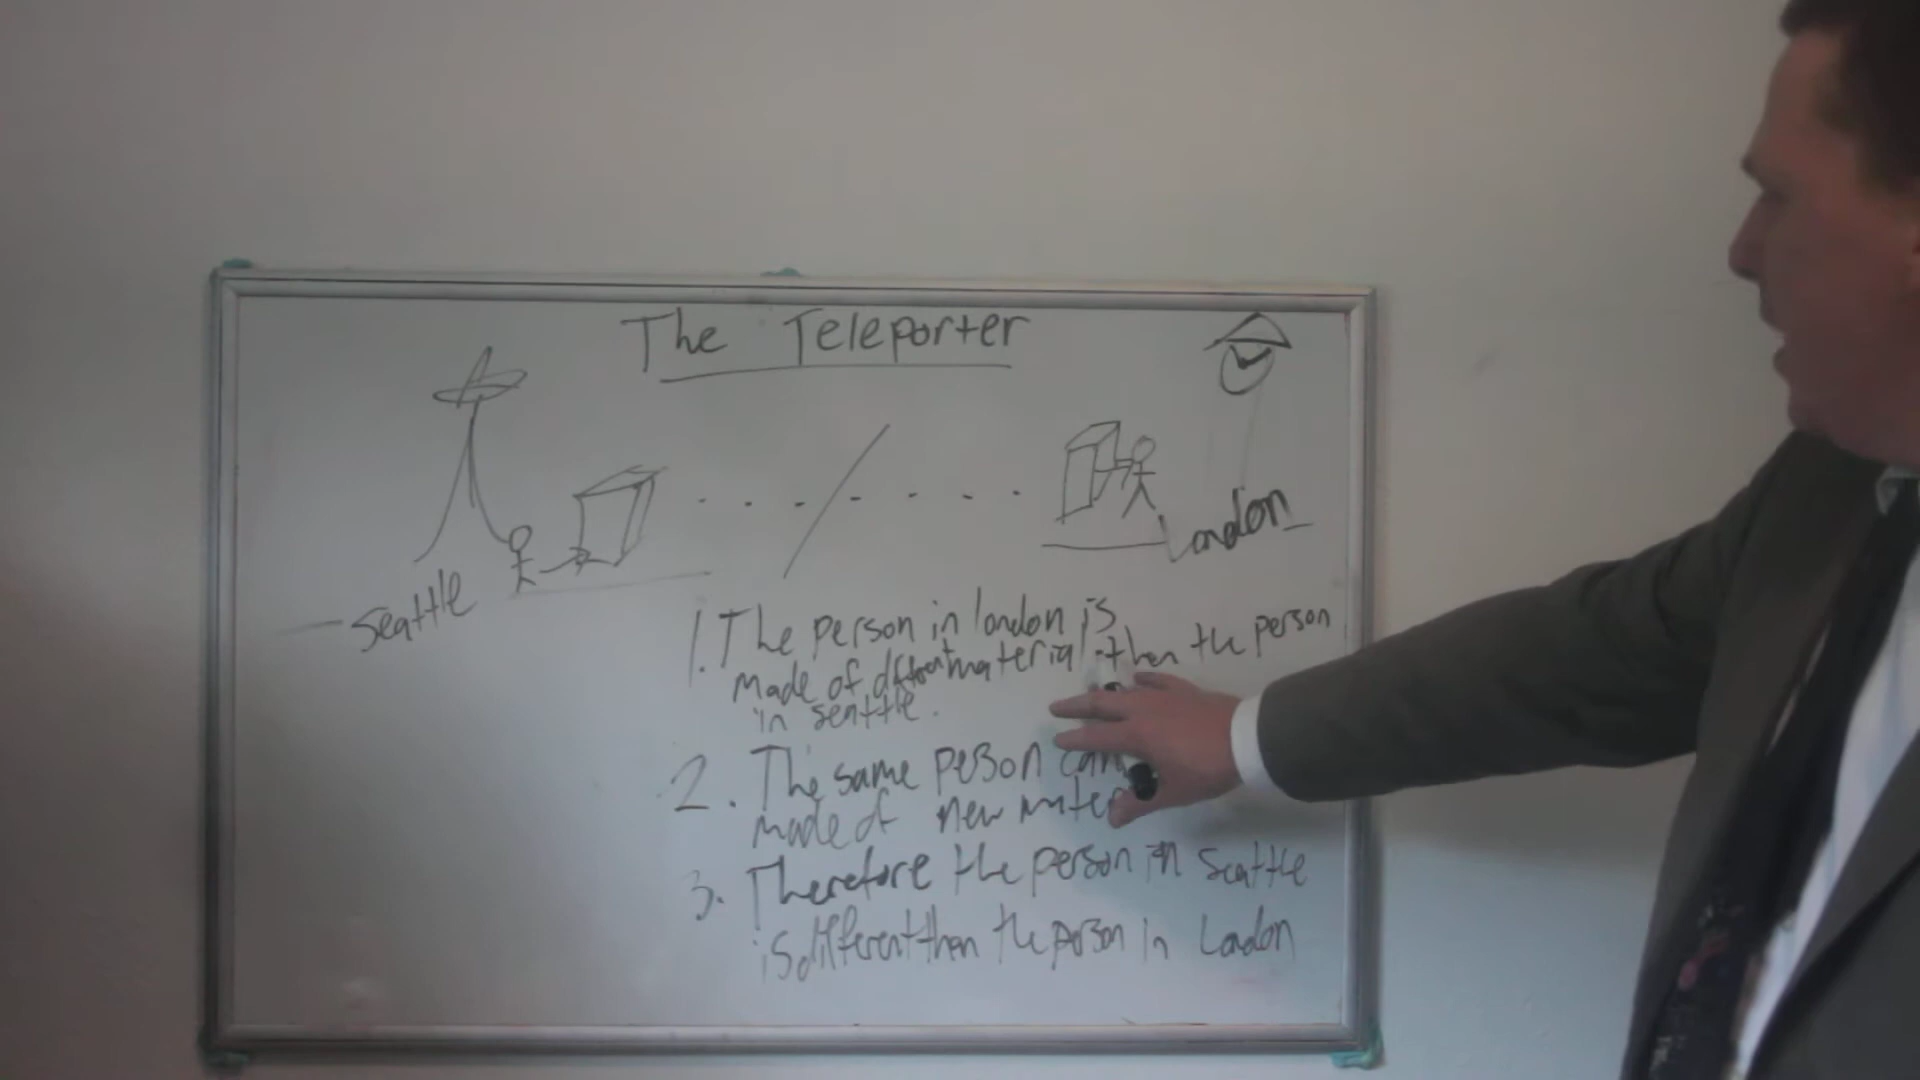 The Teleporter
London
Seattle
1. The person in london is
made of different material than the person
in seattle.
2. The same person can
made of new mater
3. Therefore the person in Seattle
is different then the person in London